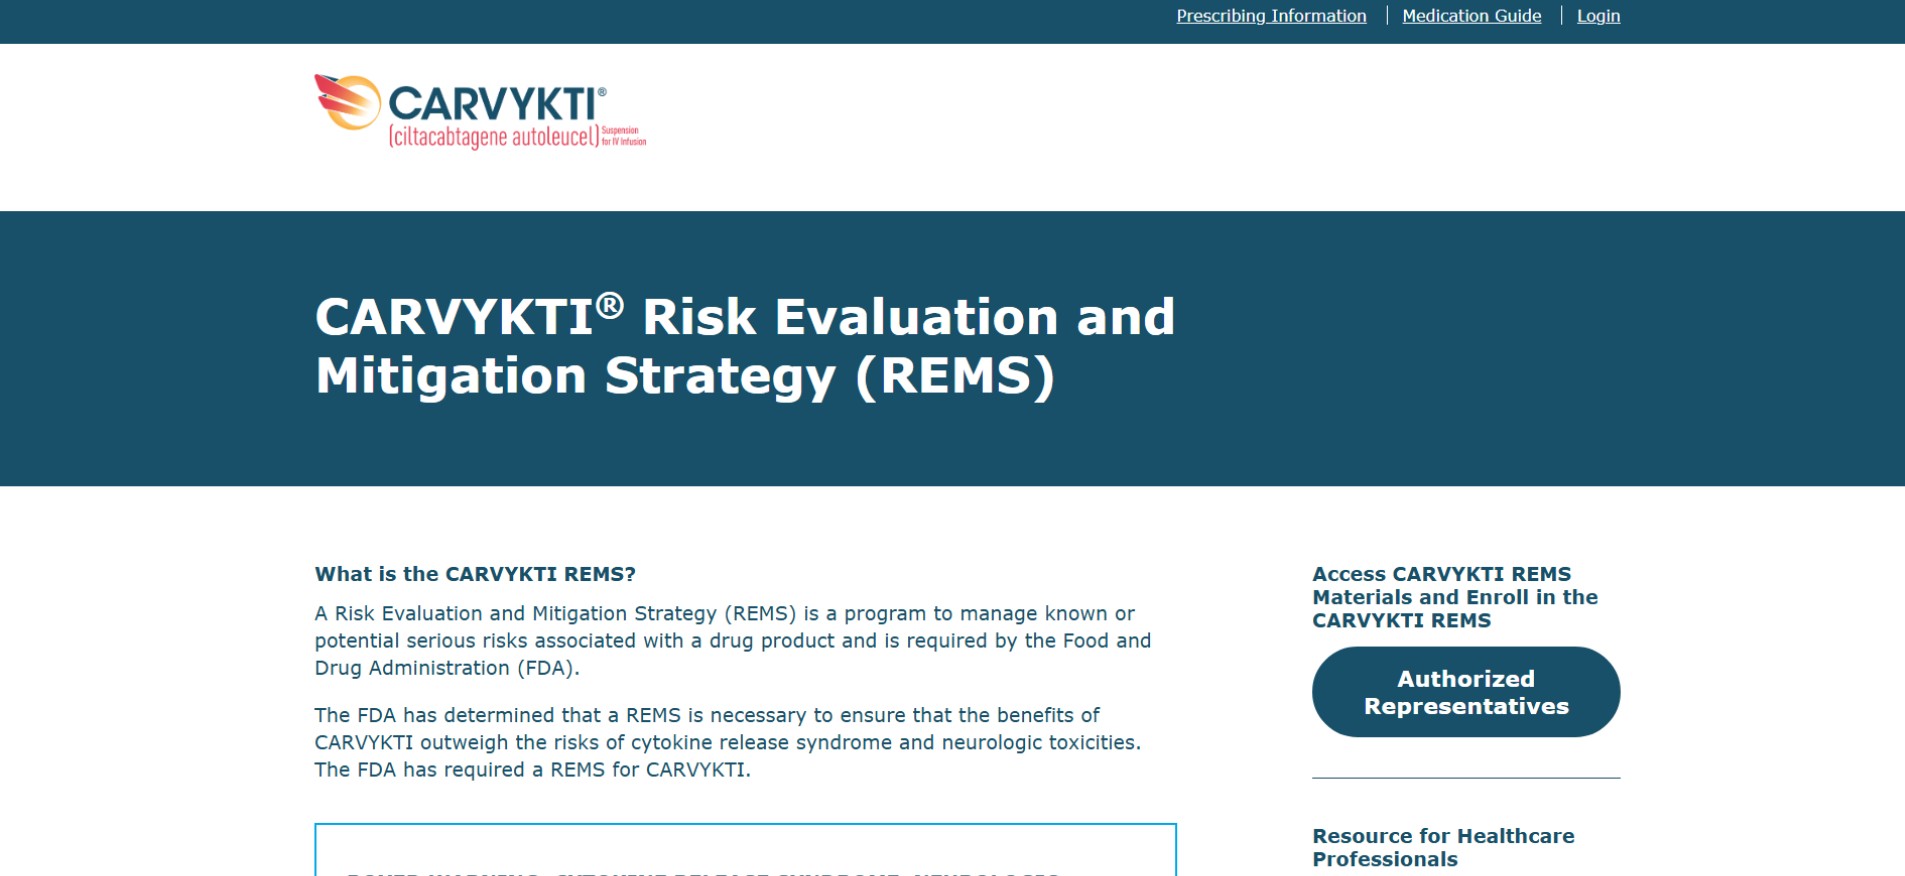 Prescribing Information
Medication Guide
Login
CARVYKTI®
(ciltacabtagene autoleucel) Suspension
for IV Infusion
CARVYKTI® Risk Evaluation and
Mitigation Strategy (REMS)
What is the CARVYKTI REMS?
A Risk Evaluation and Mitigation Strategy (REMS) is a program to manage known or
potential serious risks associated with a drug product and is required by the Food and
Drug Administration (FDA).
The FDA has determined that a REMS is necessary to ensure that the benefits of
CARVYKTI outweigh the risks of cytokine release syndrome and neurologic toxicities.
The FDA has required a REMS for CARVYKTI.
Access CARVYKTI REMS
Materials and Enroll in the
CARVYKTI REMS
Authorized
Representatives
Resource for Healthcare
Professionals